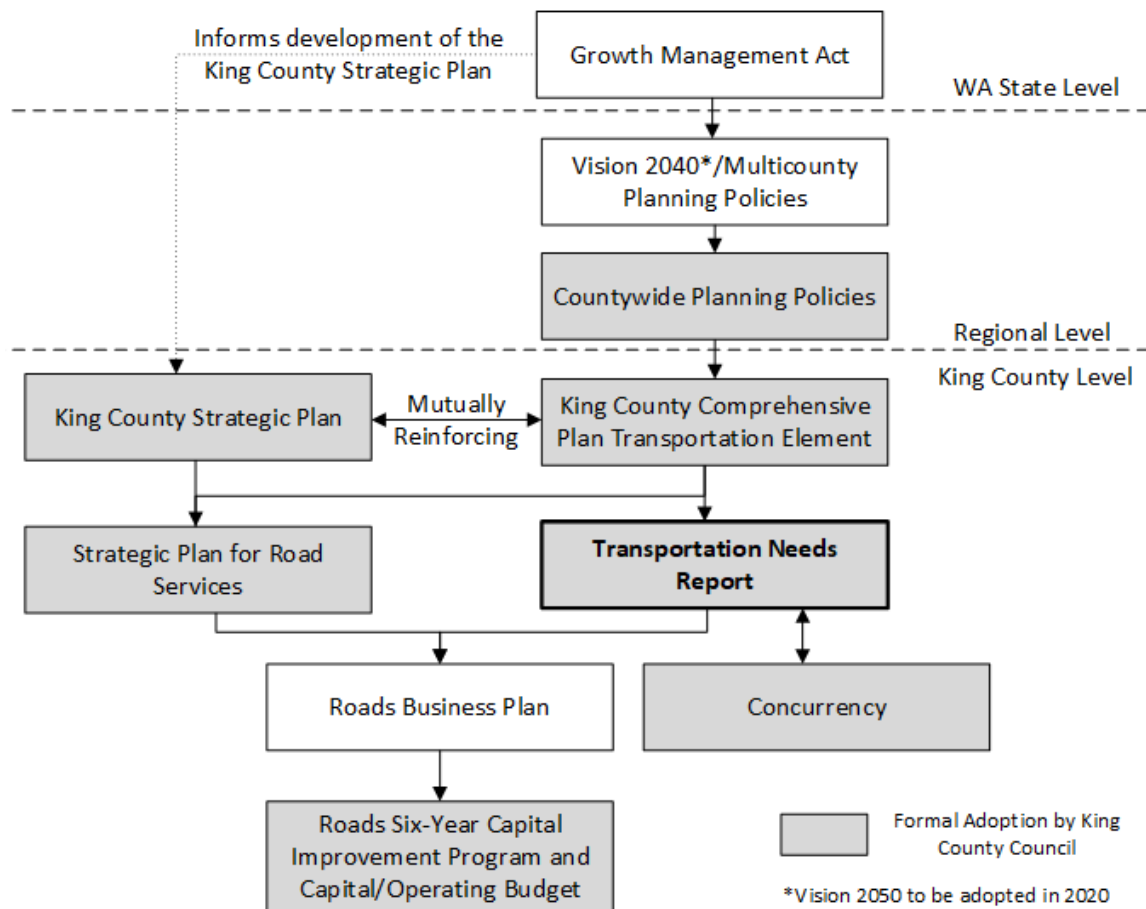 Informs development of the
King County Strategic Plan
Growth Management Act
WA State Level
Vision 2040*/Multicounty
Planning Policies
Countywide Planning Policies
Regional Level
King County Level
King County Strategic Plan
Mutually
Reinforcing
King County Comprehensive
Plan Transportation Element
Strategic Plan for Road
Services
Transportation Needs
Report
Roads Business Plan
Concurrency
Roads Six-Year Capital
Improvement Program and
Capital/Operating Budget
Formal Adoption by King
County Council
*Vision 2050 to be adopted in 2020